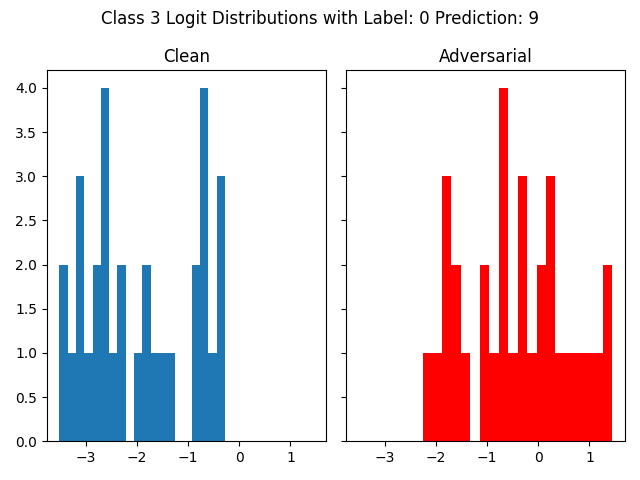 Class 3 Logit Distributions with Label: 0 Prediction: 9
Clean
Adversarial
4.0
3.5
3.0
2.5
2.0
1.5
1.0
0.5
0.0
−3 −2 −1 0 1
−3 −2 −1 0 1